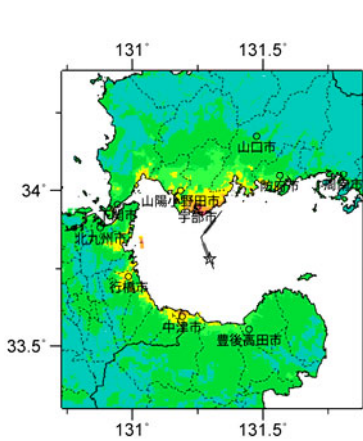 131° 131.5°
34°
33.5°
山口市
防府市
周南市
山陽小野田市
宇部市
下関市
北九州市
行橋市
中津市
豊後高田市
131° 131.5°